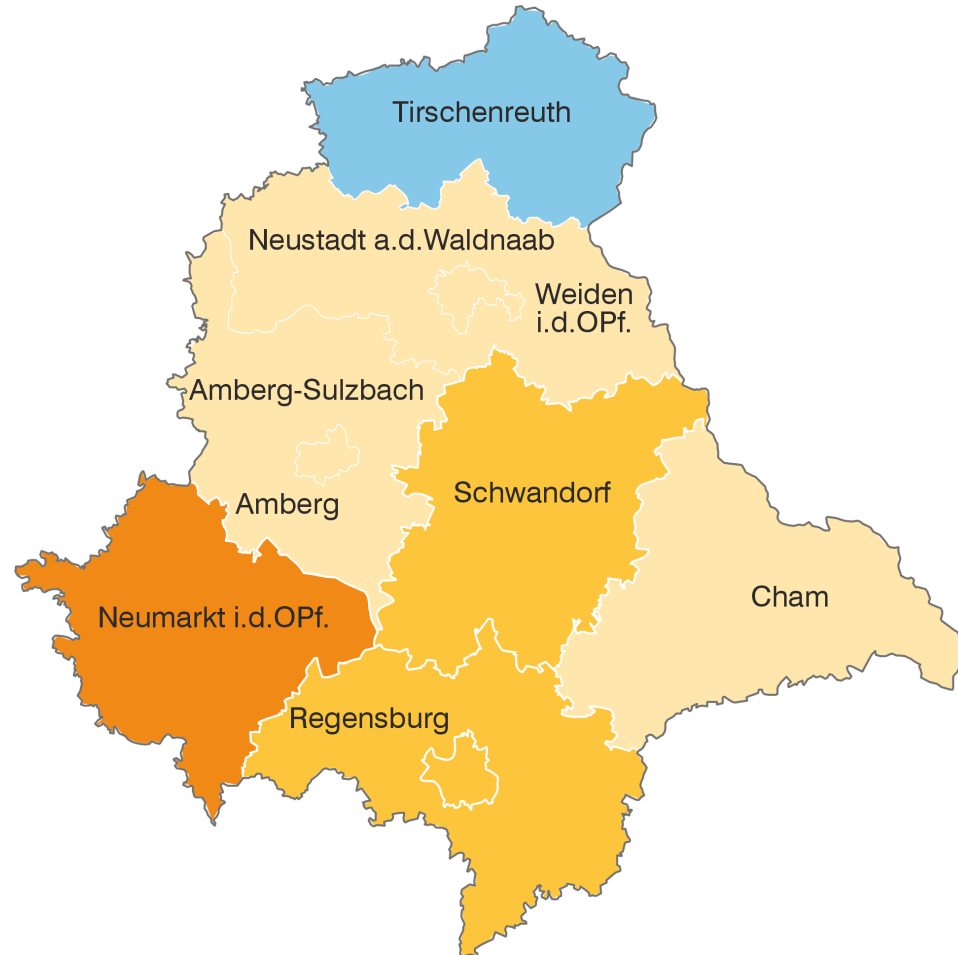 Tirschenreuth
Neustadt a.d.Waldnaab
Weiden
i.d.OPf.
Amberg-Sulzbach
Amberg
Schwandorf
Cham
Neumarkt i.d.OPf.
Regensburg